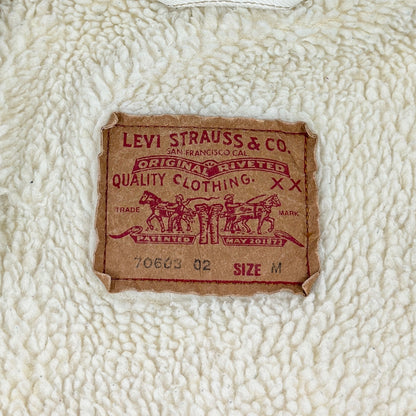 LEVI STRAUSS & CO.
SAN FRANCISCO CAL.
ORIGINAL RIVETED
QUALITY CLOTHING. XX
TRADE MARK
PATENTED MAY 20 1873
70603 02 SIZE M